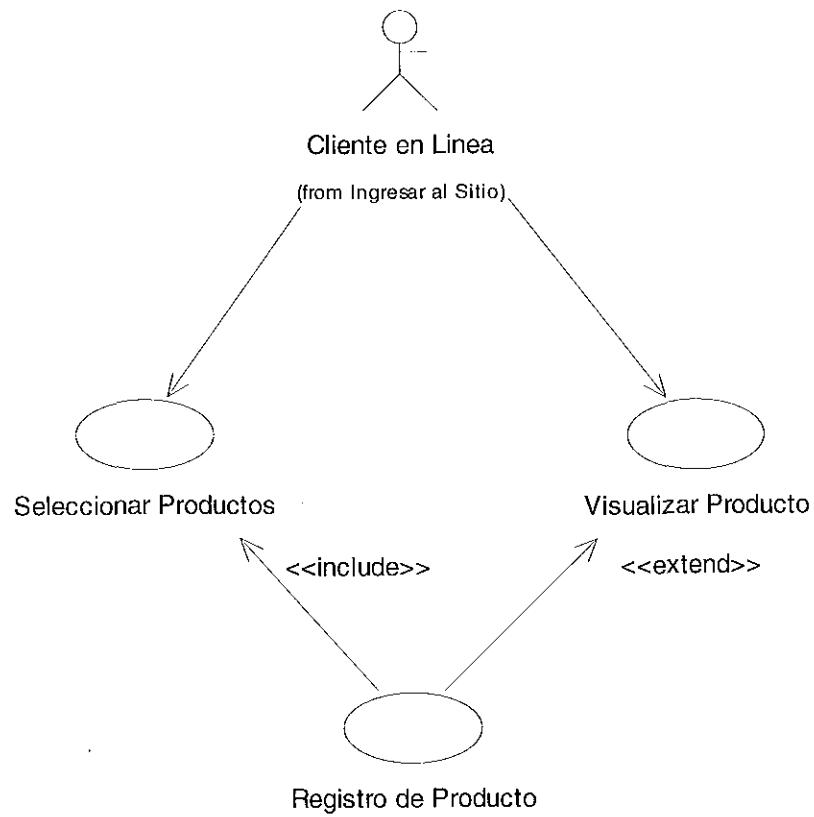 Cliente en Linea
(from Ingresar al Sitio)
Seleccionar Productos
Visualizar Producto
<<include>>
<<extend>>
Registro de Producto